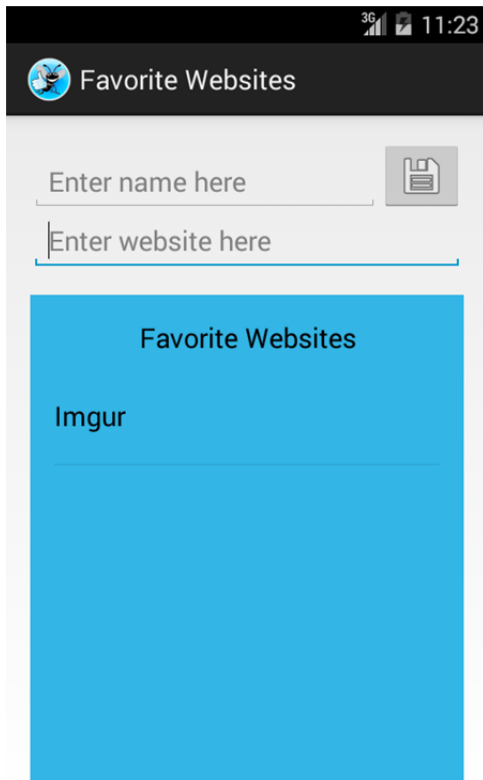 3G 11:23
Favorite Websites
Enter name here
Enter website here
Favorite Websites
Imgur